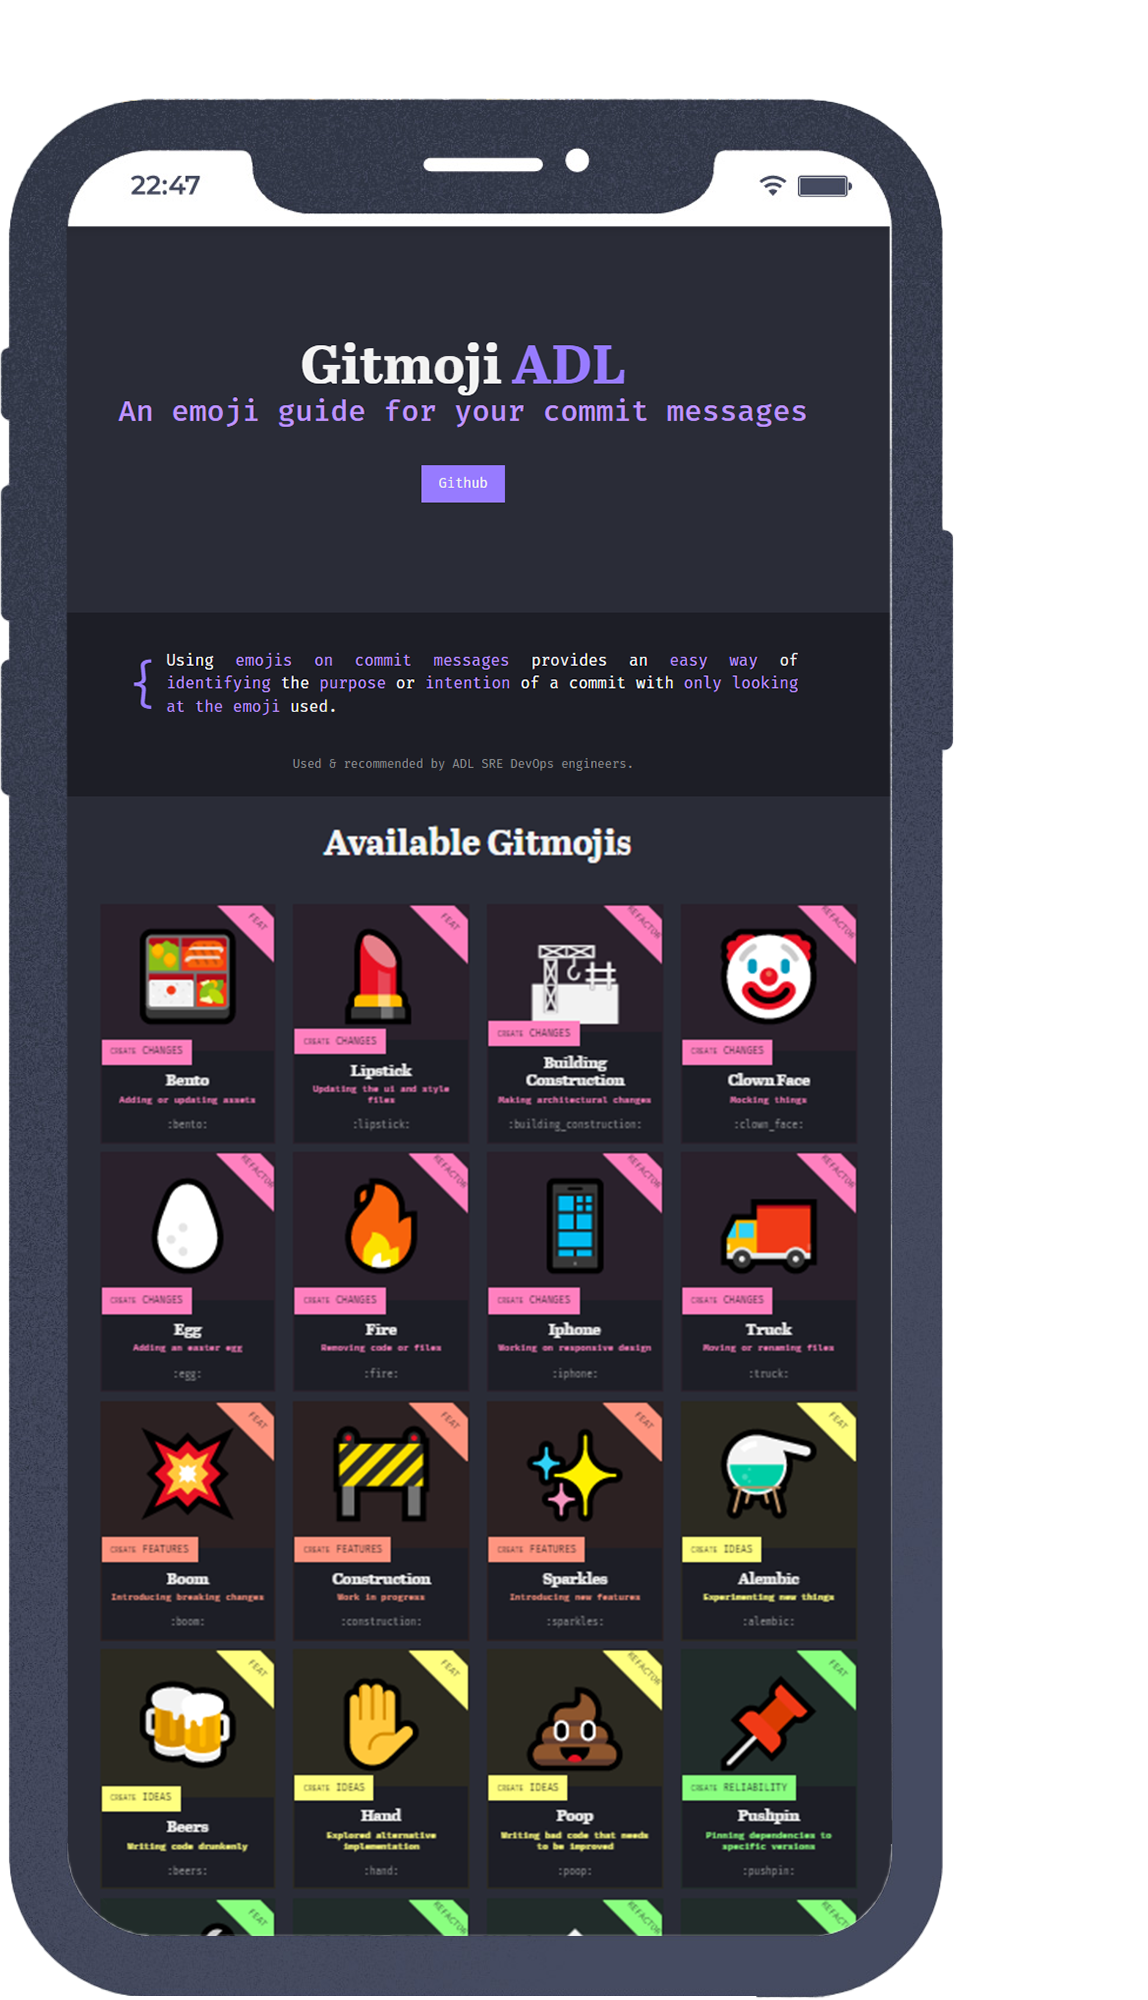 22:47
Gitmoji ADL
An emoji guide for your commit messages
Github
{
Using emojis on commit messages provides an easy way of
identifying the purpose or intention of a commit with only looking
at the emoji used.
Used & recommended by ADL SRE DevOps engineers.
Available Gitmojis
FEAT
CREATE CHANGES
Bento
Adding or updating assets
:bento:
FEAT
CREATE CHANGES
Lipstick
Updating the ui and style
files
:lipstick:
REFACTOR
CREATE CHANGES
Building
Construction
Making architectural changes
:building_construction:
REFACTOR
CREATE CHANGES
Clown Face
Mocking things
:clown_face:
REFACTOR
CREATE CHANGES
Egg
Adding an easter egg
:egg:
REFACTOR
CREATE CHANGES
Fire
Removing code or files
:fire:
REFACTOR
CREATE CHANGES
Iphone
Working on responsive design
:iphone:
REFACTOR
CREATE CHANGES
Truck
Moving or renaming files
:truck:
FEAT
CREATE FEATURES
Boom
Introducing breaking changes
:boom:
FEAT
CREATE FEATURES
Construction
Work in progress
:construction:
FEAT
CREATE FEATURES
Sparkles
Introducing new features
:sparkles:
FEAT
CREATE IDEAS
Alembic
Experimenting new things
:alembic:
FEAT
CREATE IDEAS
Beers
Writing code drunkenly
:beers:
FEAT
CREATE IDEAS
Hand
Explored alternative
implementation
:hand:
REFACTOR
CREATE IDEAS
Poop
Writing bad code that needs
to be improved
:poop:
FEAT
CREATE RELIABILITY
Pushpin
Pinning dependencies to
specific versions
:pushpin:
FEAT
REFACTOR
REFACTOR
REFACTOR